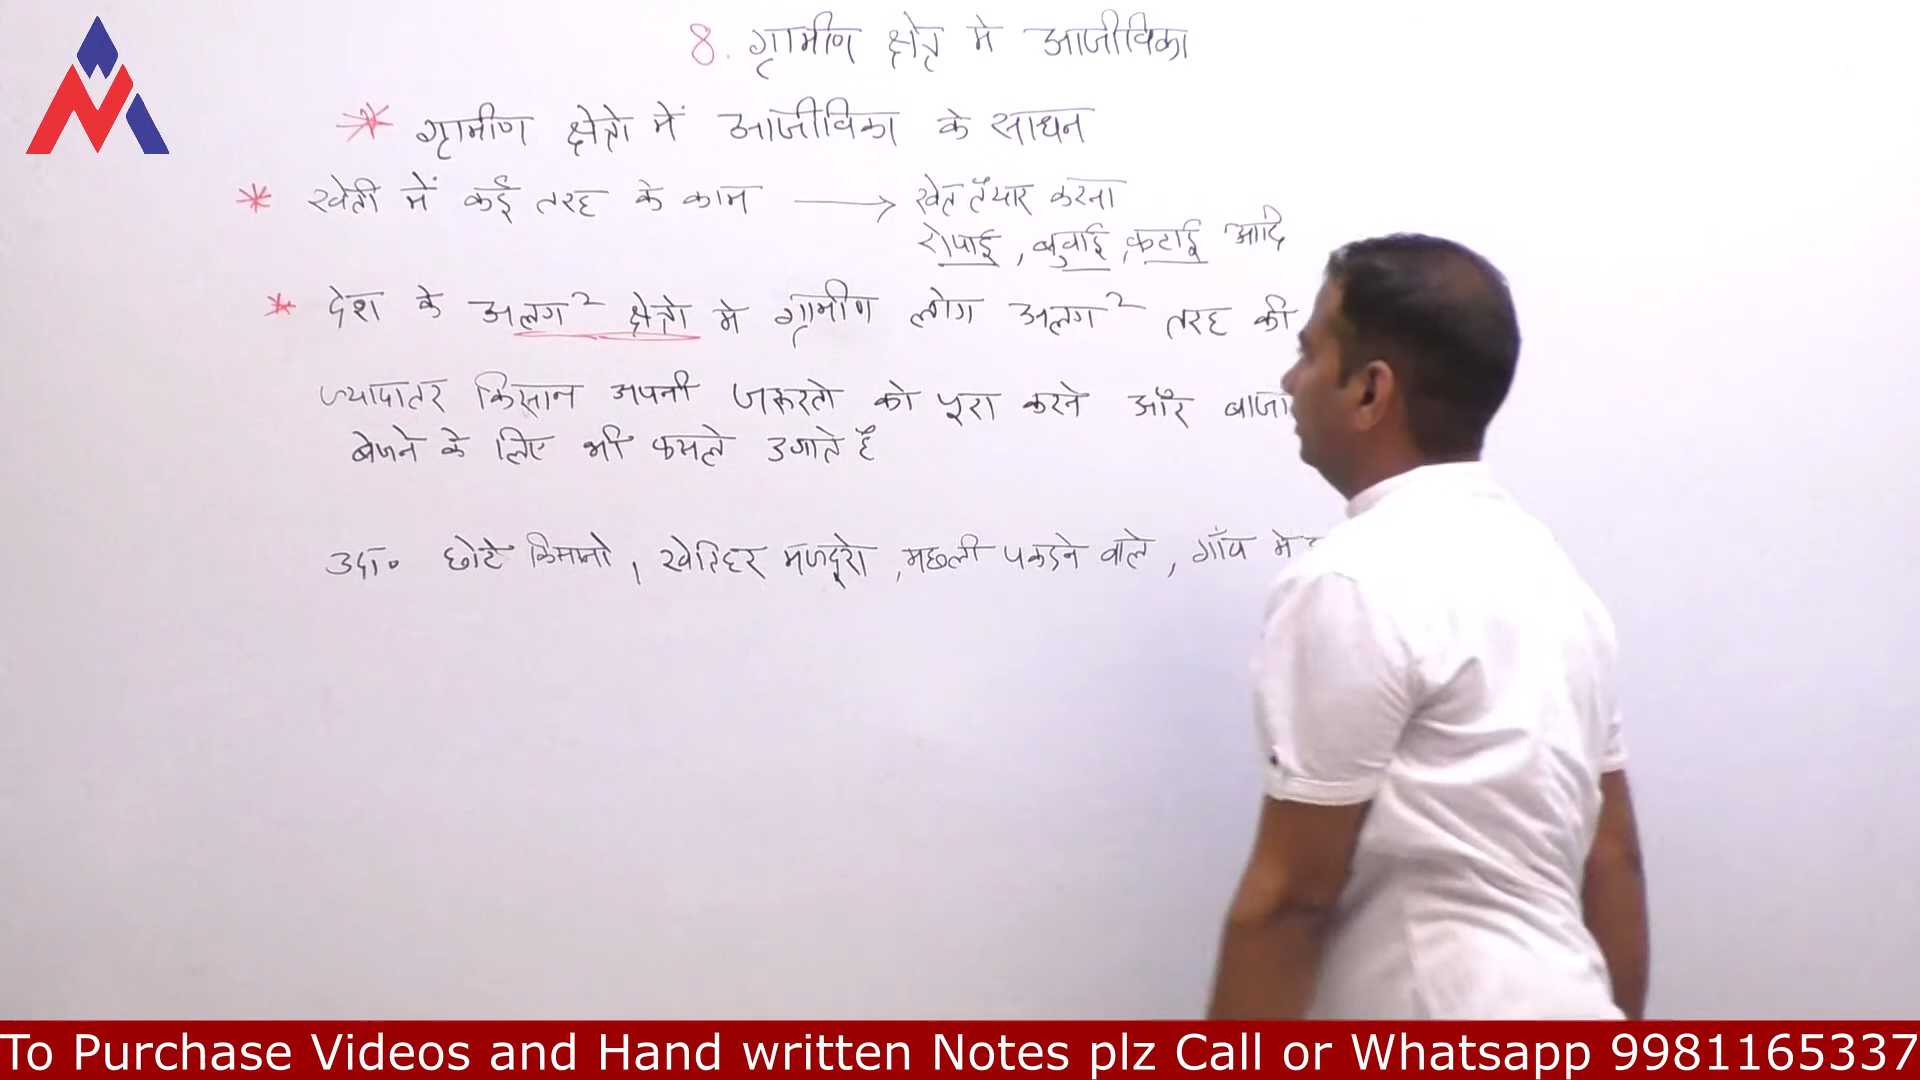 8. ग्रामीण क्षेत्र मे आजीविका
* ग्रामीण क्षेत्रो में आजीविका के साधन
* खेती में कई तरह के काम → खेत तैयार करना
रोपाई, बुवाई, कटाई आदि
* देश के अलग² क्षेत्रो मे ग्रामीण लोग अलग² तरह की
ज्यादातर किसान अपनी जरूरतो को पूरा करने और
बेचने के लिए भी फसले उगाते है
उदा॰ छोटे किसानो, खेतिहर मजदूरो, मछली पकडने वाले, गाँव मे
To Purchase Videos and Hand written Notes plz Call or Whatsapp 9981165337